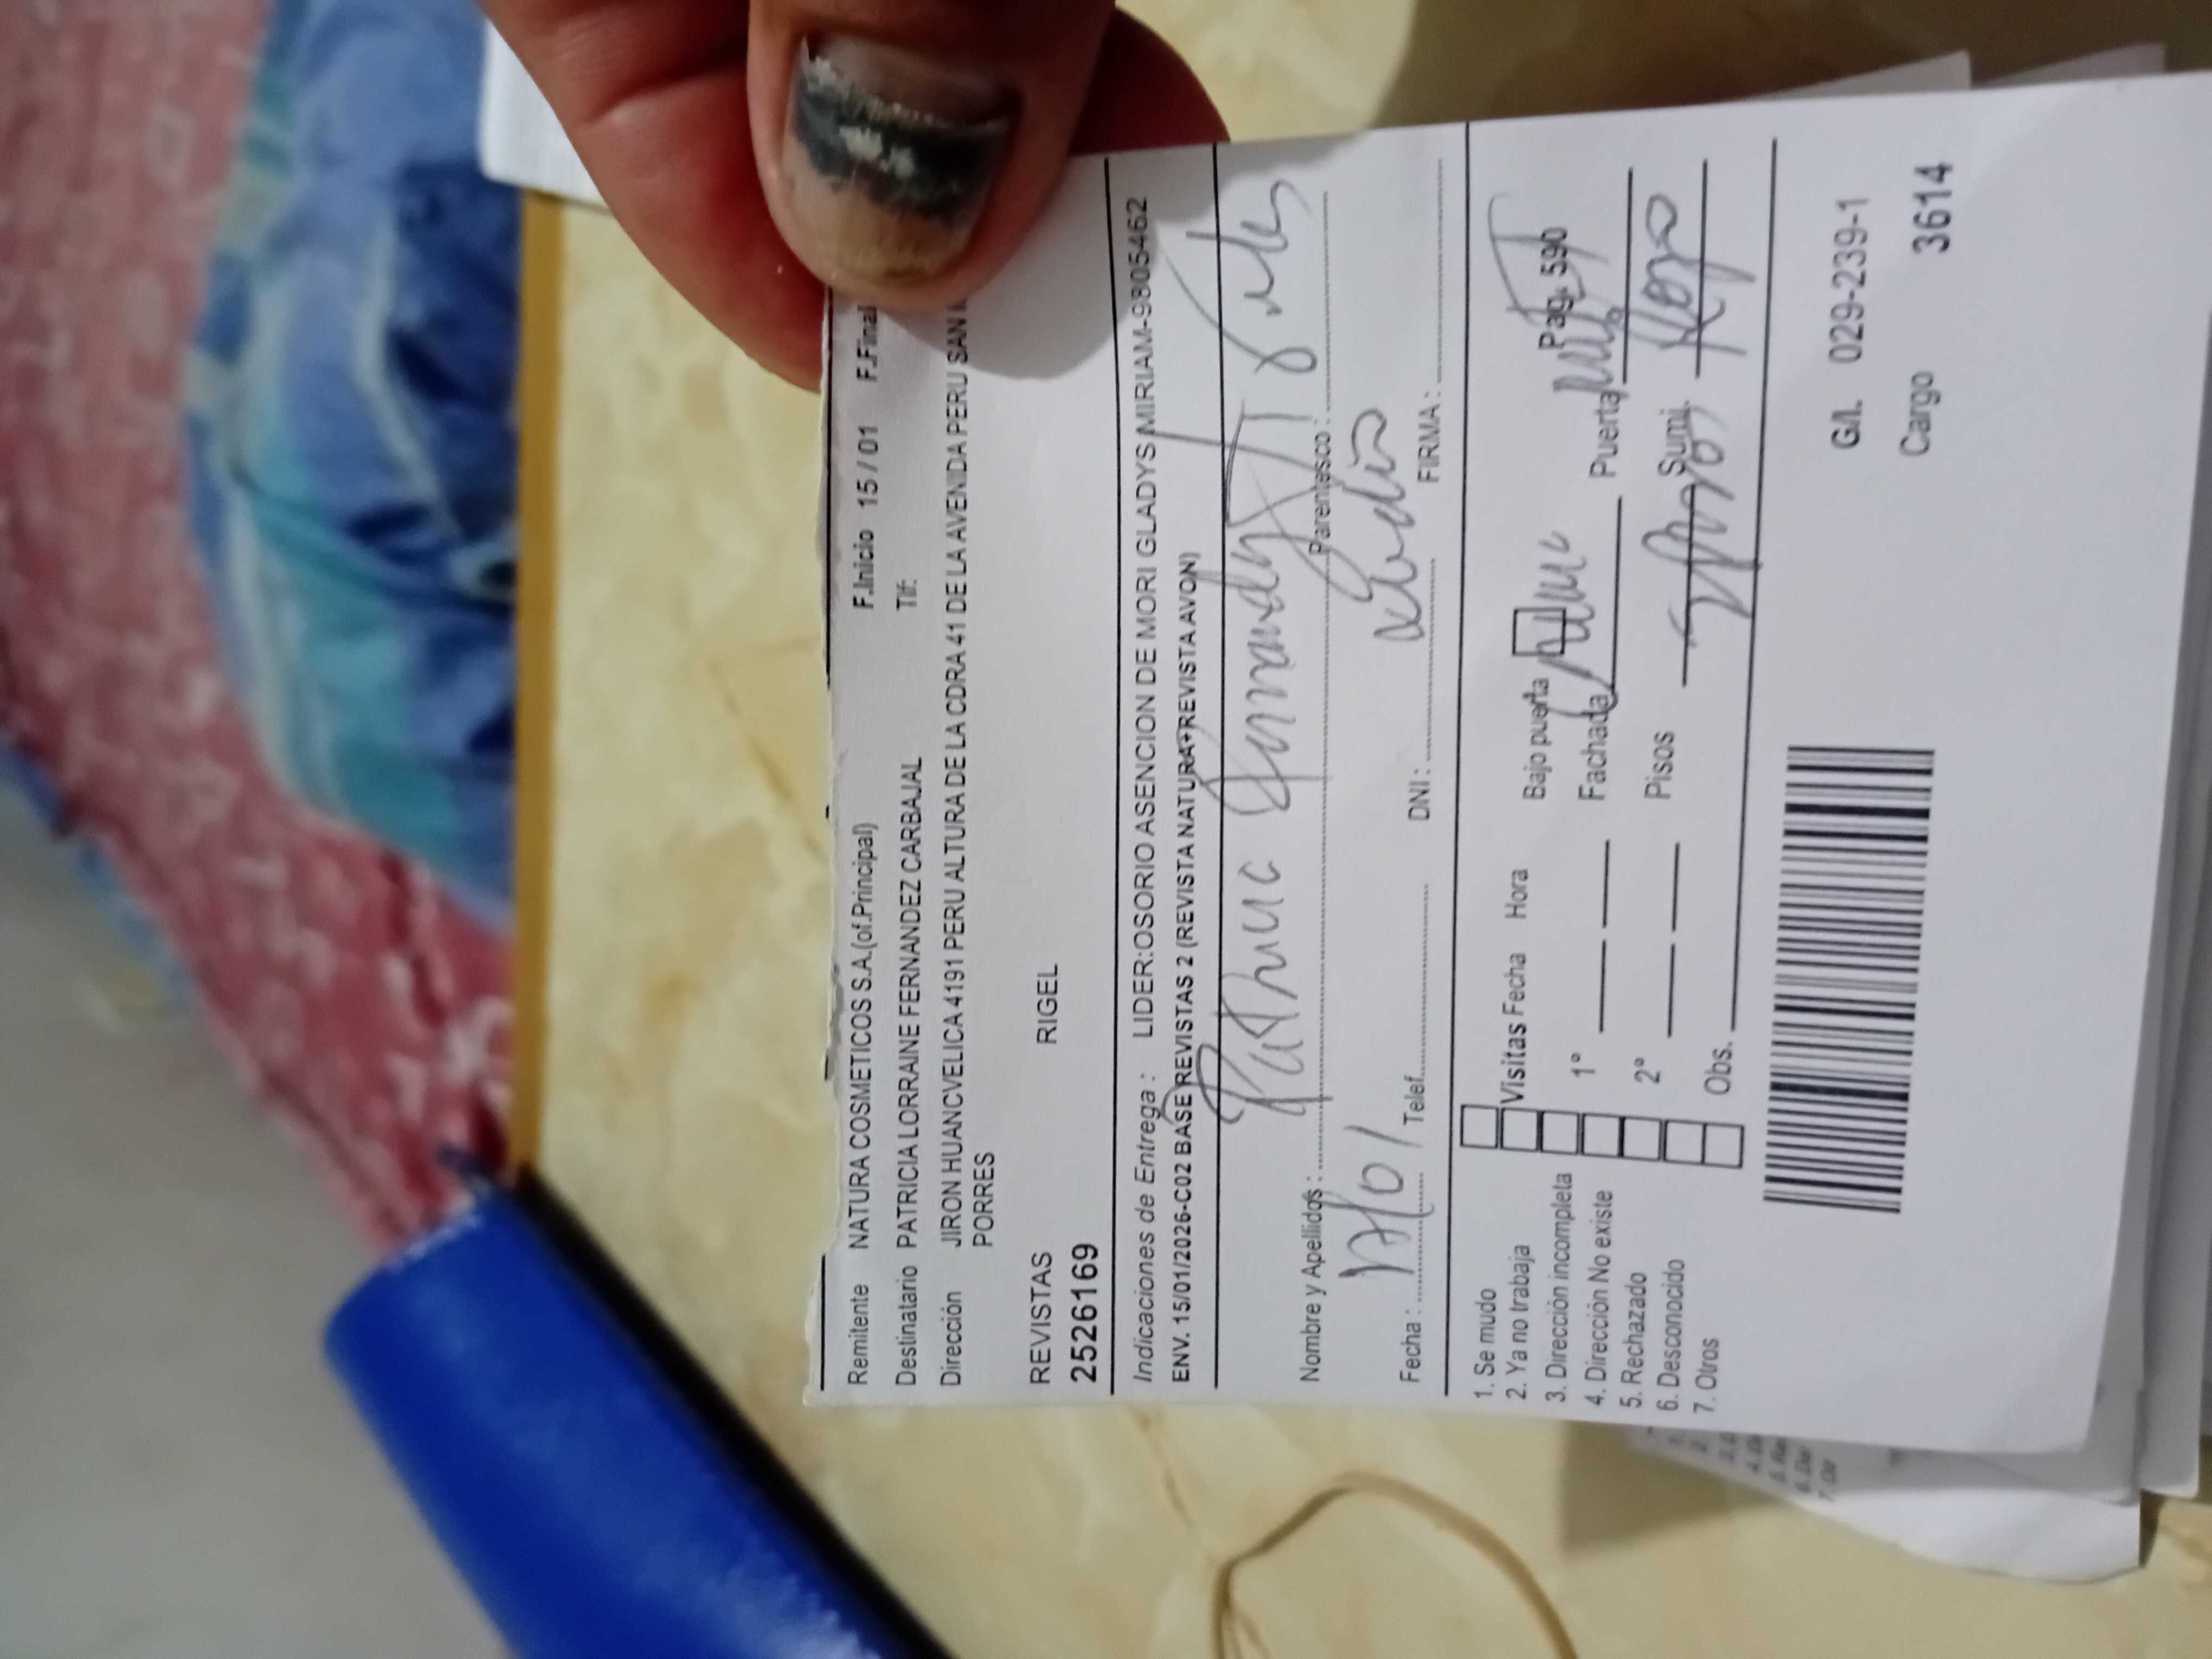 F.Inicio 15 / 01 F.Final
Remitente NATURA COSMETICOS S.A.(of.Principal) Tlf:
Destinatario PATRICIA LORRAINE FERNANDEZ CARBAJAL
Dirección JIRON HUANCVELICA 4191 PERU ALTURA DE LA CDRA 41 DE LA AVENIDA PERU SAN
PORRES
REVISTAS RIGEL
2526169
Indicaciones de Entrega : LIDER:OSORIO ASENCION DE MORI GLADYS MIRIAM-98054 62
ENV. 15/01/2026-C02 BASE REVISTAS 2 (REVISTA NATURA+REVISTA AVON)
Nombre y Apellidos : Parentesco :
Fecha : Telef. DNI : FIRMA :
1. Se mudo
2. Ya no trabaja
3. Dirección incompleta
4. Dirección No existe
5. Rechazado
6. Desconocido
7. Otros
Visitas Fecha Hora Bajo puerta Pag. 590
1° Fachada Puerta
2° Pisos Sumi.
Obs.
G/l. 029-239-1
Cargo 3614